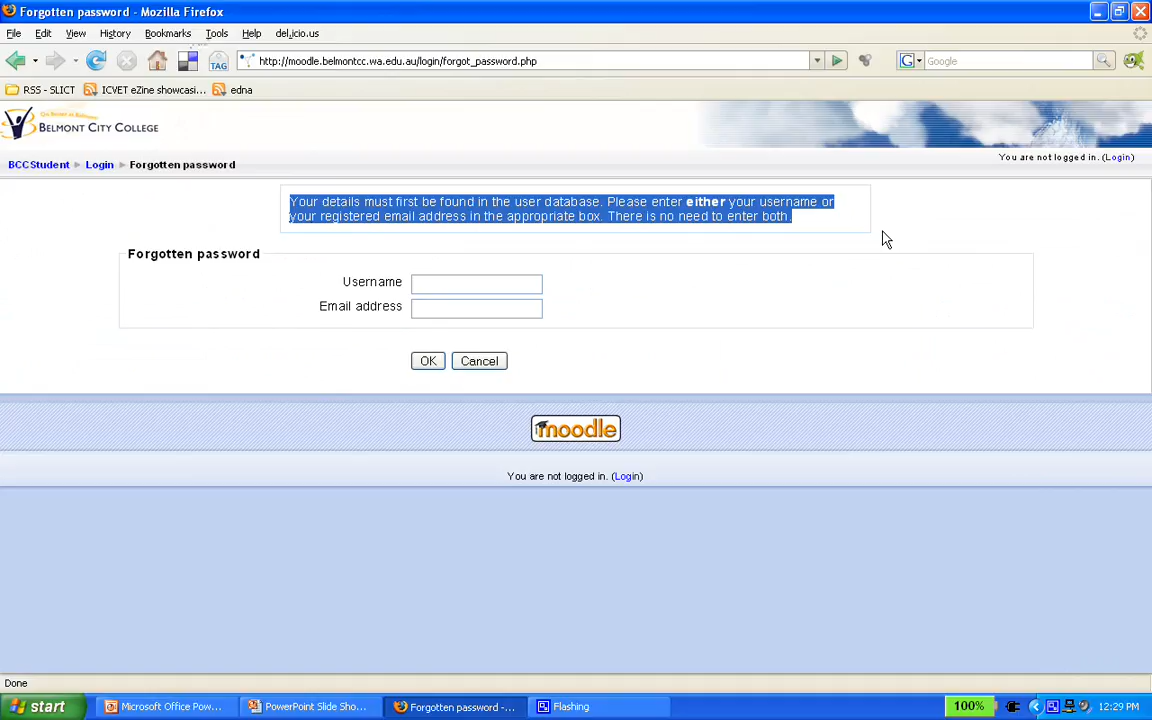 Forgotten password - Mozilla Firefox
File Edit View History Bookmarks Tools Help del.icio.us
TAG http://moodle.belmontcc.wa.edu.au/login/forgot_password.php G Google
RSS - SLICT ICVET eZine showcasi... edna
BELMONT CITY COLLEGE
BCCStudent Login Forgotten password
You are not logged in. (Login)
Your details must first be found in the user database. Please enter either your username or
your registered email address in the appropriate box. There is no need to enter both.
Forgotten password
Username
Email address
OK Cancel
moodle
You are not logged in. (Login)
Done
start Microsoft Office Pow... PowerPoint Slide Sho... Forgotten password -... Flashing 100% 12:29 PM